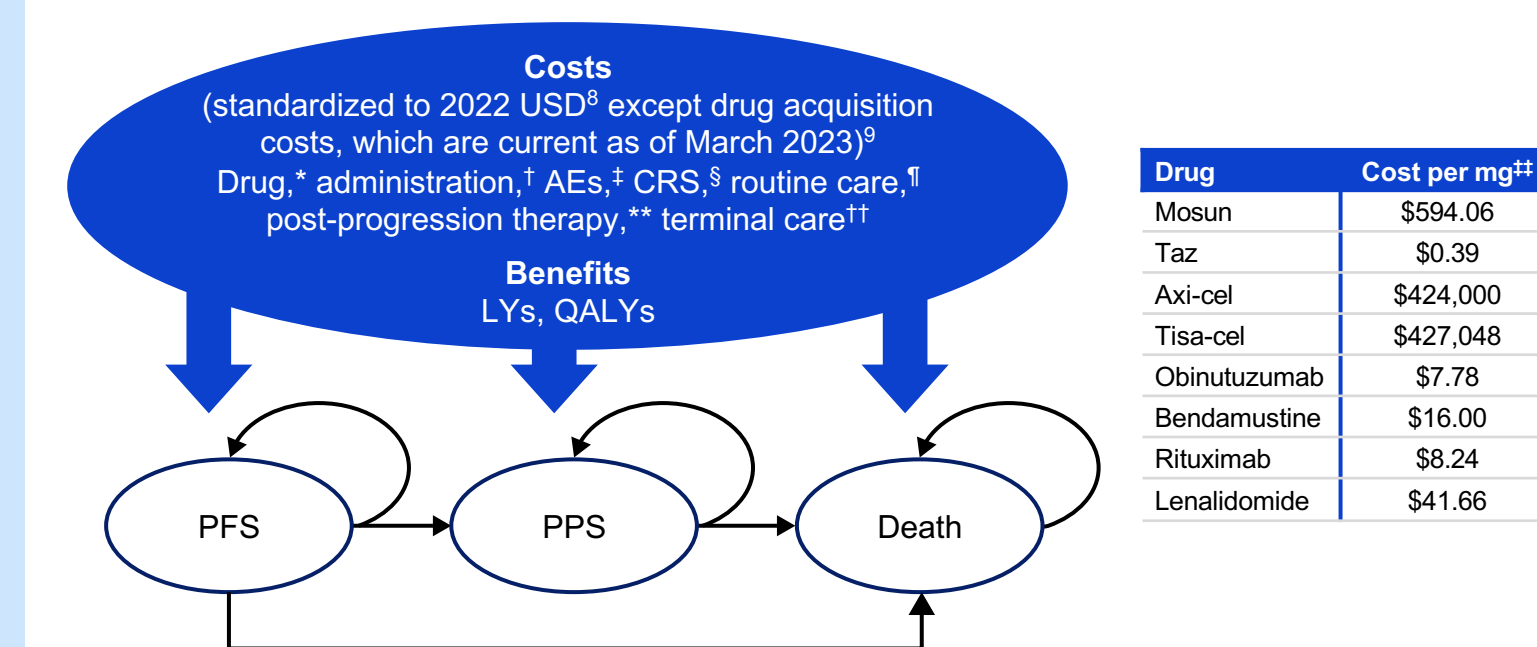 Costs
(standardized to 2022 USD⁸ except drug acquisition
costs, which are current as of March 2023)⁹
Drug,* administration,† AEs,‡ CRS,§ routine care,¶
post-progression therapy,** terminal care††
Benefits
LYs, QALYs
PFS
PPS
Death
Drug Cost per mg‡‡
Mosun $594.06
Taz $0.39
Axi-cel $424,000
Tisa-cel $427,048
Obinutuzumab $7.78
Bendamustine $16.00
Rituximab $8.24
Lenalidomide $41.66